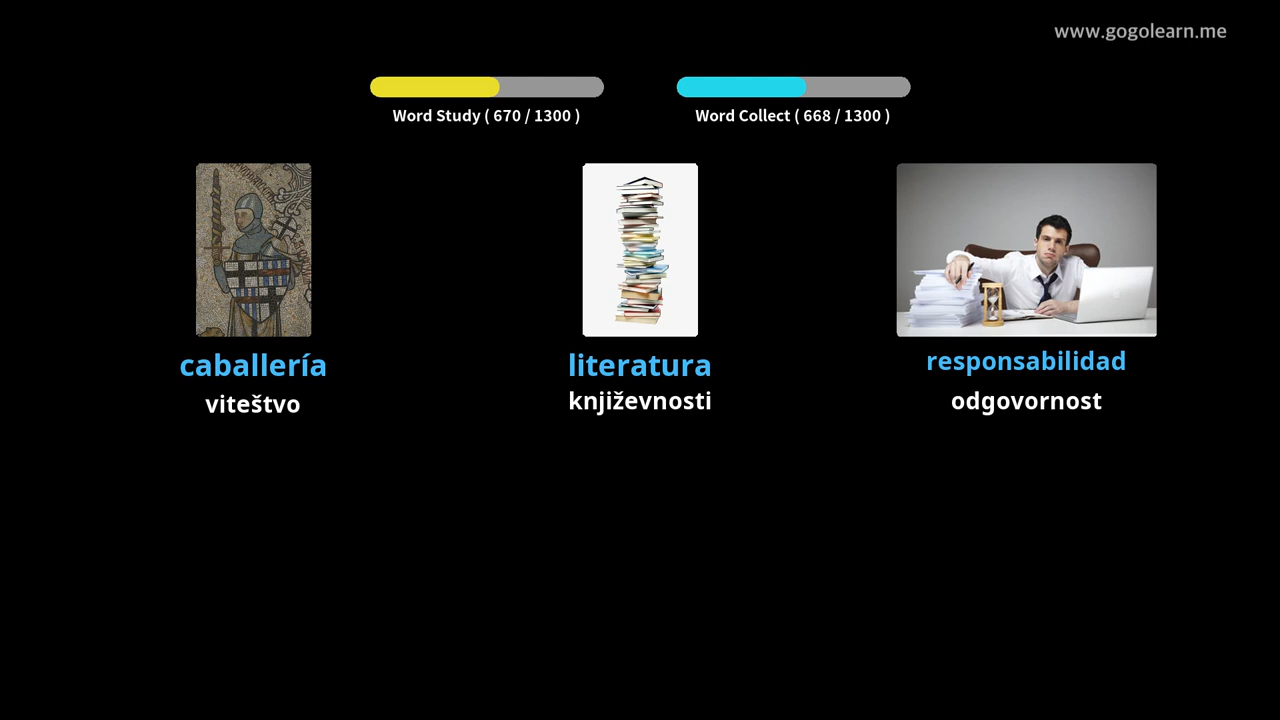 www.gogolearn.me
Word Study ( 670 / 1300 )
Word Collect ( 668 / 1300 )
caballería
viteštvo
literatura
književnosti
responsabilidad
odgovornost